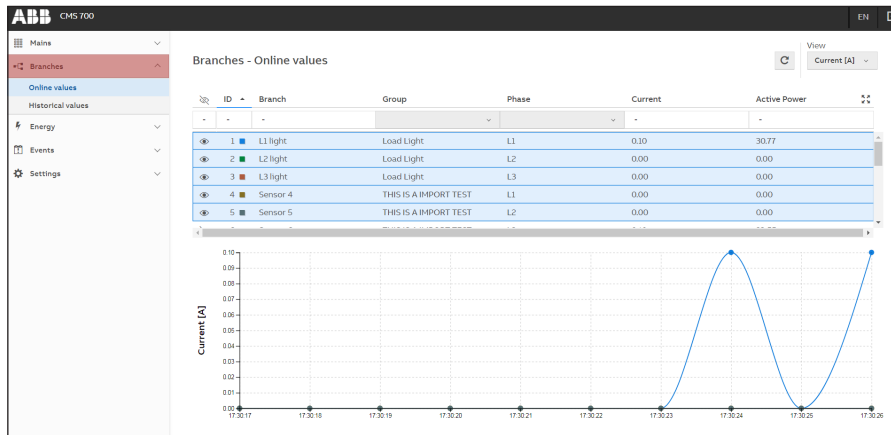 ABB CMS 700 EN
Mains
Branches
Online values
Historical values
Energy
Events
Settings
Branches - Online values
View
Current [A]
ID Branch Group Phase Current Active Power
- - - - -
1 L1 light Load Light L1 0.10 30.77
2 L2 light Load Light L2 0.00 0.00
3 L3 light Load Light L3 0.00 0.00
4 Sensor 4 THIS IS A IMPORT TEST L1 0.00 0.00
5 Sensor 5 THIS IS A IMPORT TEST L2 0.00 0.00
Current [A]
0.10
0.09
0.08
0.07
0.06
0.05
0.04
0.03
0.02
0.01
0.00
17:30:17 17:30:18 17:30:19 17:30:20 17:30:21 17:30:22 17:30:23 17:30:24 17:30:25 17:30:26